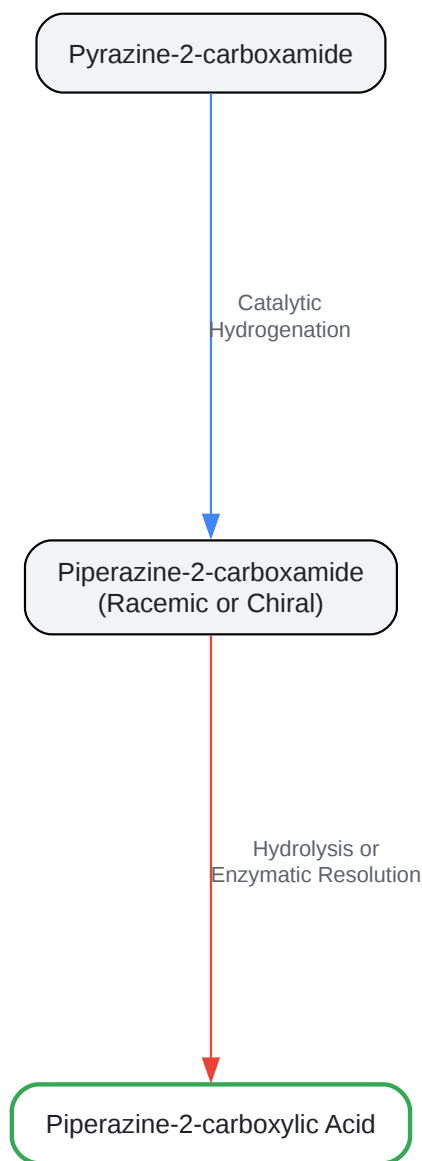 Pyrazine-2-carboxamide
Catalytic
Hydrogenation
Piperazine-2-carboxamide
(Racemic or Chiral)
Hydrolysis or
Enzymatic Resolution
Piperazine-2-carboxylic Acid